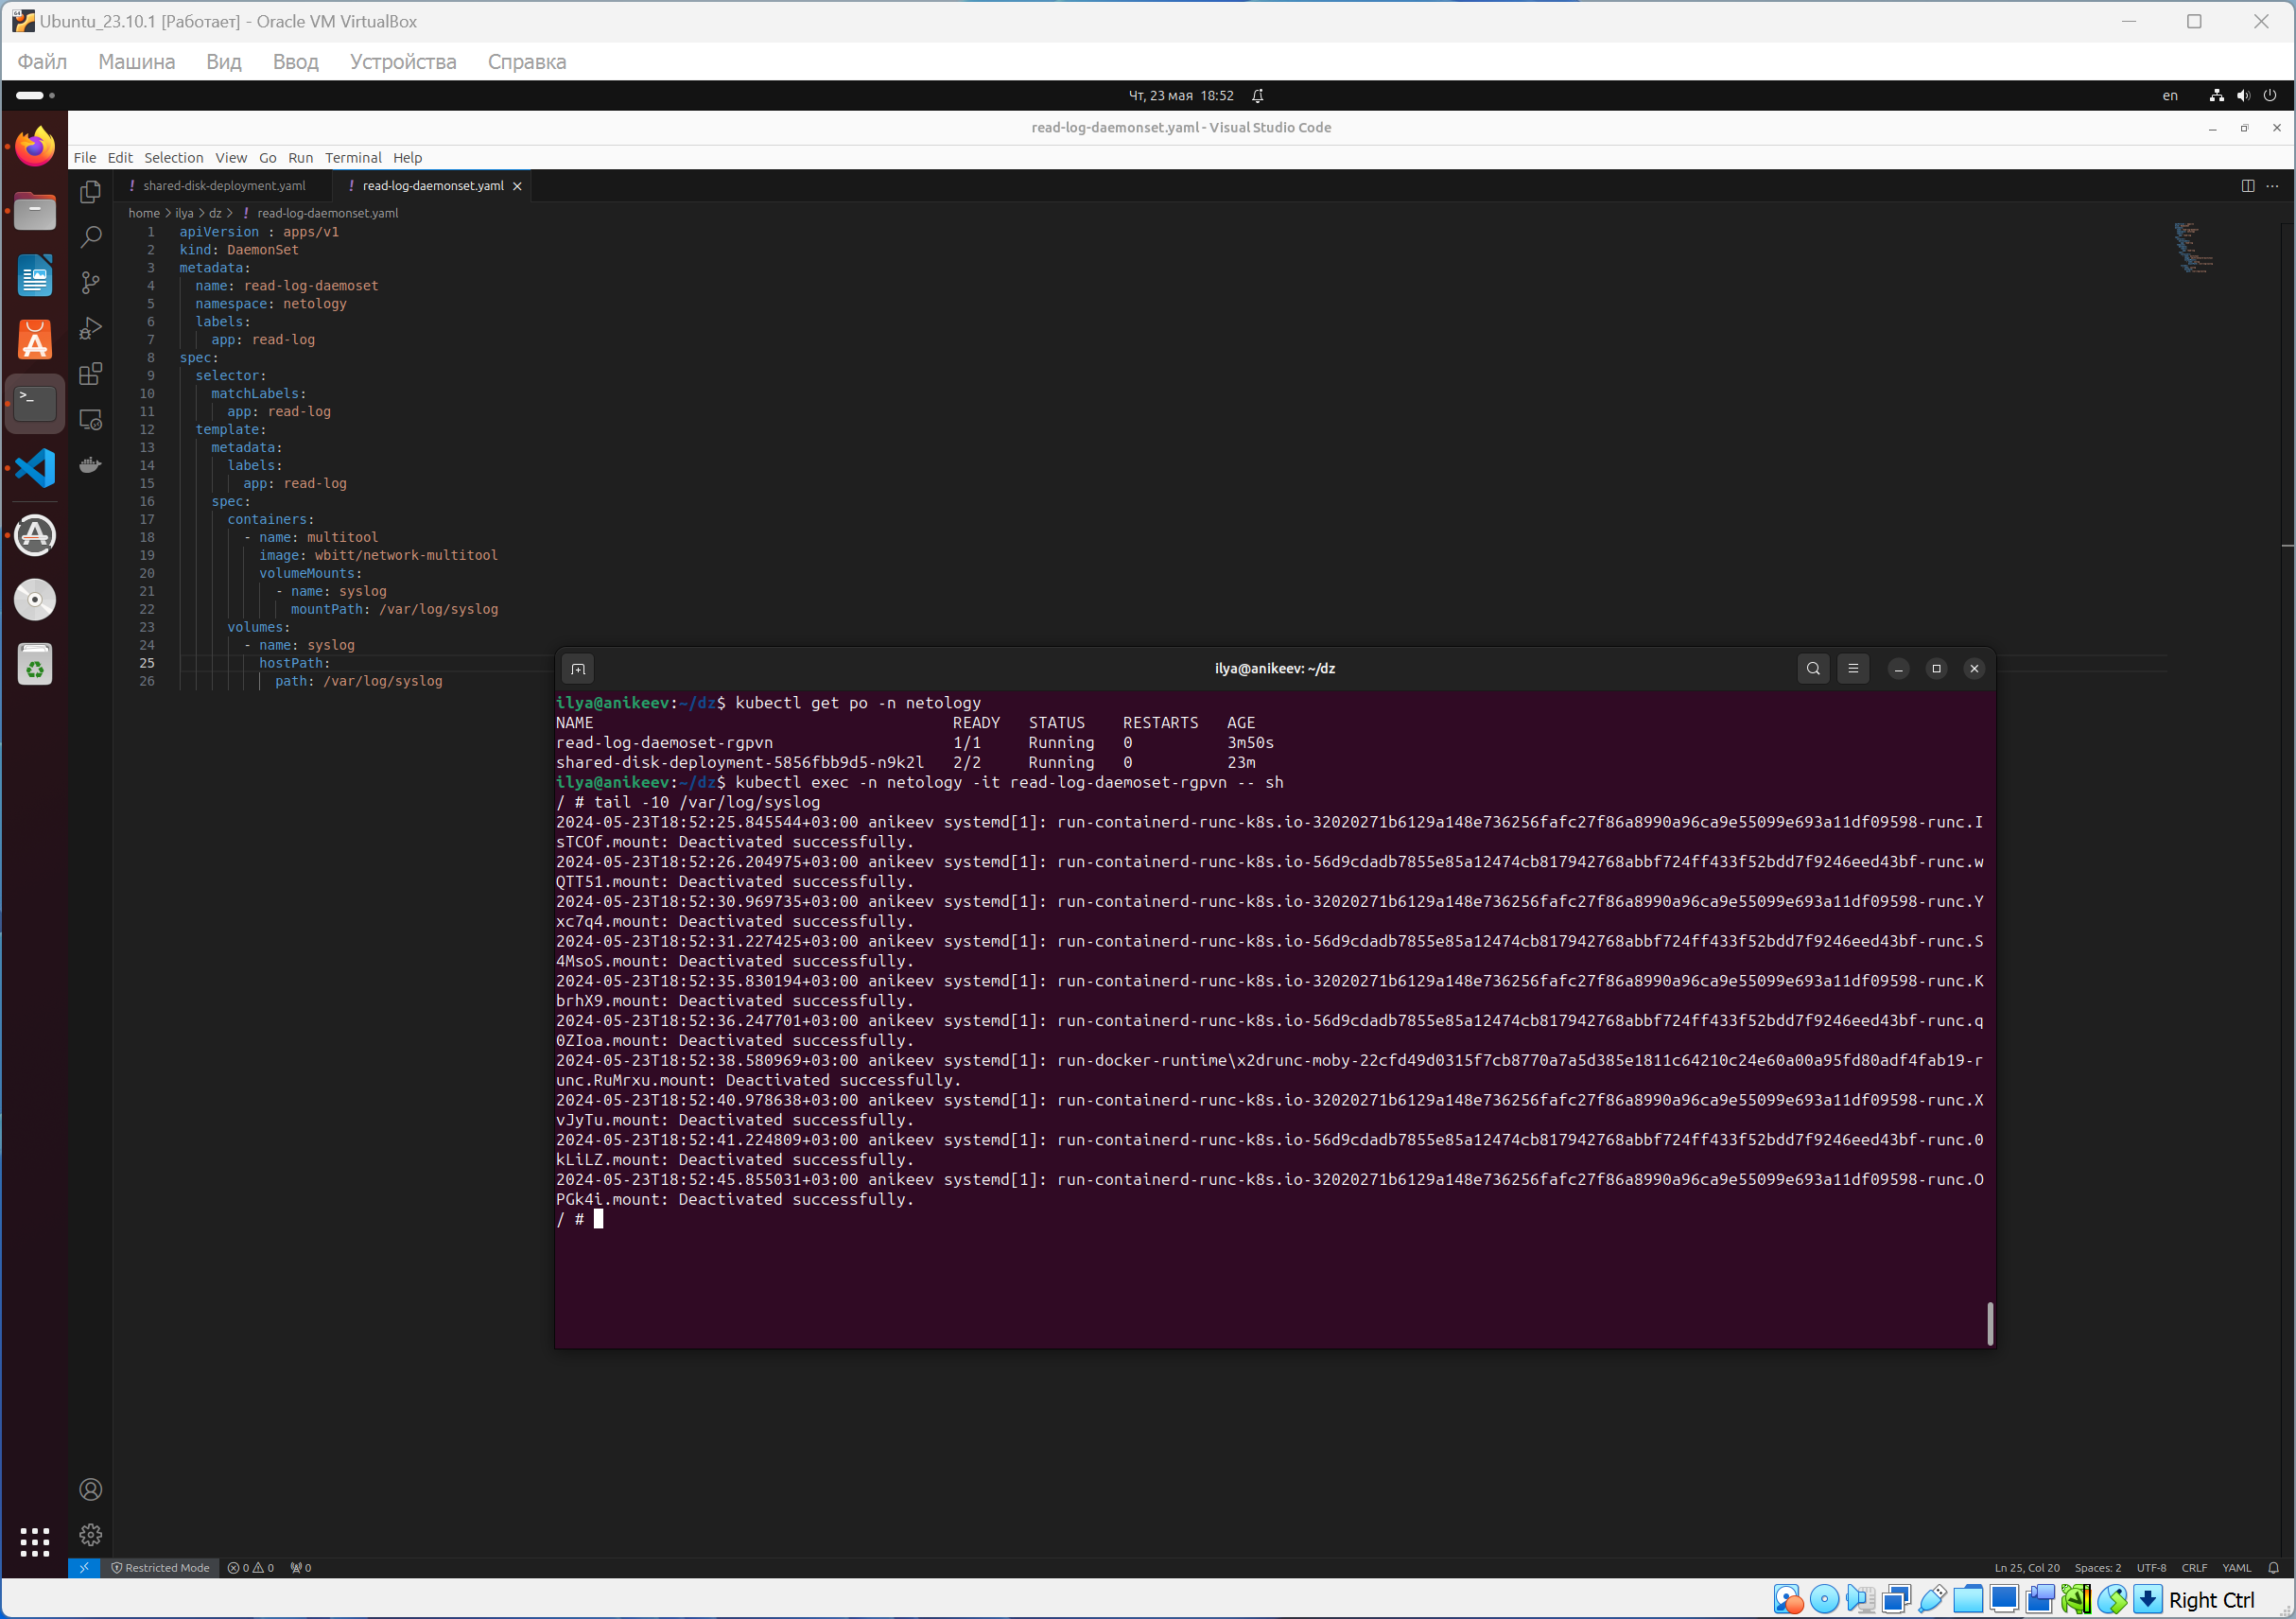 Ubuntu_23.10.1 [Работает] - Oracle VM VirtualBox
Файл Машина Вид Ввод Устройства Справка
Чт, 23 мая 18:52
en
read-log-daemonset.yaml - Visual Studio Code
File Edit Selection View Go Run Terminal Help
! shared-disk-deployment.yaml
! read-log-daemonset.yaml
home > ilya > dz > ! read-log-daemonset.yaml
1 apiVersion : apps/v1
2 kind: DaemonSet
3 metadata:
4 name: read-log-daemoset
5 namespace: netology
6 labels:
7 app: read-log
8 spec:
9 selector:
10 matchLabels:
11 app: read-log
12 template:
13 metadata:
14 labels:
15 app: read-log
16 spec:
17 containers:
18 - name: multitool
19 image: wbitt/network-multitool
20 volumeMounts:
21 - name: syslog
22 mountPath: /var/log/syslog
23 volumes:
24 - name: syslog
25 hostPath:
26 path: /var/log/syslog
ilya@anikeev: ~/dz
ilya@anikeev:~/dz$ kubectl get po -n netology
NAME READY STATUS RESTARTS AGE
read-log-daemoset-rgpvn 1/1 Running 0 3m50s
shared-disk-deployment-5856fbb9d5-n9k2l 2/2 Running 0 23m
ilya@anikeev:~/dz$ kubectl exec -n netology -it read-log-daemoset-rgpvn -- sh
/ # tail -10 /var/log/syslog
2024-05-23T18:52:25.845544+03:00 anikeev systemd[1]: run-containerd-runc-k8s.io-32020271b6129a148e736256fafc27f86a8990a96ca9e55099e693a11df09598-runc.I
sTCOf.mount: Deactivated successfully.
2024-05-23T18:52:26.204975+03:00 anikeev systemd[1]: run-containerd-runc-k8s.io-56d9cdadb7855e85a12474cb817942768abbf724ff433f52bdd7f9246eed43bf-runc.w
QTT51.mount: Deactivated successfully.
2024-05-23T18:52:30.969735+03:00 anikeev systemd[1]: run-containerd-runc-k8s.io-32020271b6129a148e736256fafc27f86a8990a96ca9e55099e693a11df09598-runc.Y
xc7q4.mount: Deactivated successfully.
2024-05-23T18:52:31.227425+03:00 anikeev systemd[1]: run-containerd-runc-k8s.io-56d9cdadb7855e85a12474cb817942768abbf724ff433f52bdd7f9246eed43bf-runc.S
4MsoS.mount: Deactivated successfully.
2024-05-23T18:52:35.830194+03:00 anikeev systemd[1]: run-containerd-runc-k8s.io-32020271b6129a148e736256fafc27f86a8990a96ca9e55099e693a11df09598-runc.K
brhX9.mount: Deactivated successfully.
2024-05-23T18:52:36.247701+03:00 anikeev systemd[1]: run-containerd-runc-k8s.io-56d9cdadb7855e85a12474cb817942768abbf724ff433f52bdd7f9246eed43bf-runc.q
0ZIoa.mount: Deactivated successfully.
2024-05-23T18:52:38.580969+03:00 anikeev systemd[1]: run-docker-runtime\x2drunc-moby-22cfd49d0315f7cb8770a7a5d385e1811c64210c24e60a00a95fd80adf4fab19-r
unc.RuMrxu.mount: Deactivated successfully.
2024-05-23T18:52:40.978638+03:00 anikeev systemd[1]: run-containerd-runc-k8s.io-32020271b6129a148e736256fafc27f86a8990a96ca9e55099e693a11df09598-runc.X
vJyTu.mount: Deactivated successfully.
2024-05-23T18:52:41.224809+03:00 anikeev systemd[1]: run-containerd-runc-k8s.io-56d9cdadb7855e85a12474cb817942768abbf724ff433f52bdd7f9246eed43bf-runc.0
kLiLZ.mount: Deactivated successfully.
2024-05-23T18:52:45.855031+03:00 anikeev systemd[1]: run-containerd-runc-k8s.io-32020271b6129a148e736256fafc27f86a8990a96ca9e55099e693a11df09598-runc.O
PGk4i.mount: Deactivated successfully.
/ #
Restricted Mode 0 0 0
Ln 25, Col 20 Spaces: 2 UTF-8 CRLF YAML
Right Ctrl